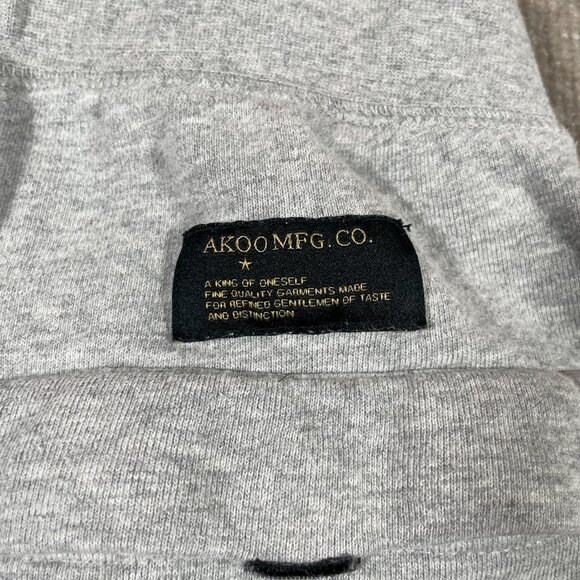 AKOO MFG. CO.
A KING OF ONESELF
FINE QUALITY GARMENTS MADE
FOR REFINED GENTLEMEN OF TASTE
AND DISTINCTION